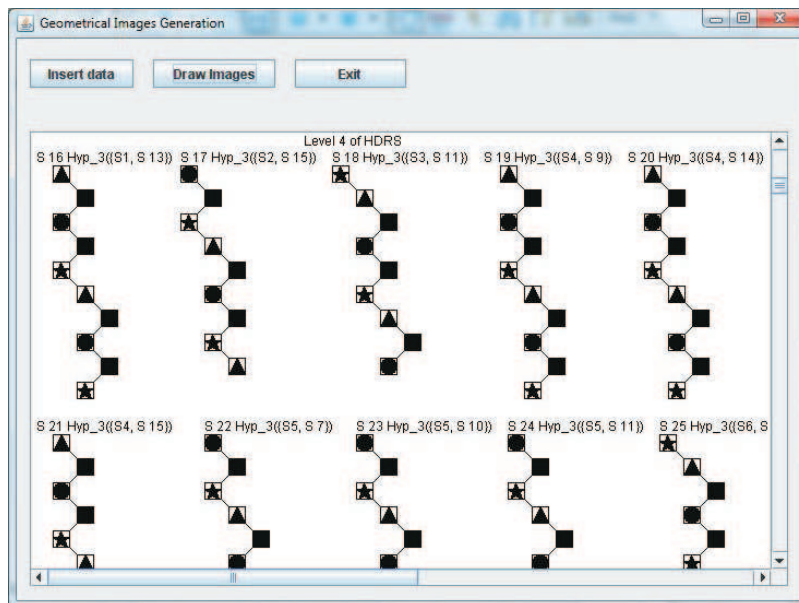 Geometrical Images Generation
Insert data Draw Images Exit
Level 4 of HDRS
S 16 Hyp_3((S1, S 13)) S 17 Hyp_3((S2, S 15)) S 18 Hyp_3((S3, S 11)) S 19 Hyp_3((S4, S 9)) S 20 Hyp_3((S4, S 14))
S 21 Hyp_3((S4, S 15)) S 22 Hyp_3((S5, S 7)) S 23 Hyp_3((S5, S 10)) S 24 Hyp_3((S5, S 11)) S 25 Hyp_3((S6, S